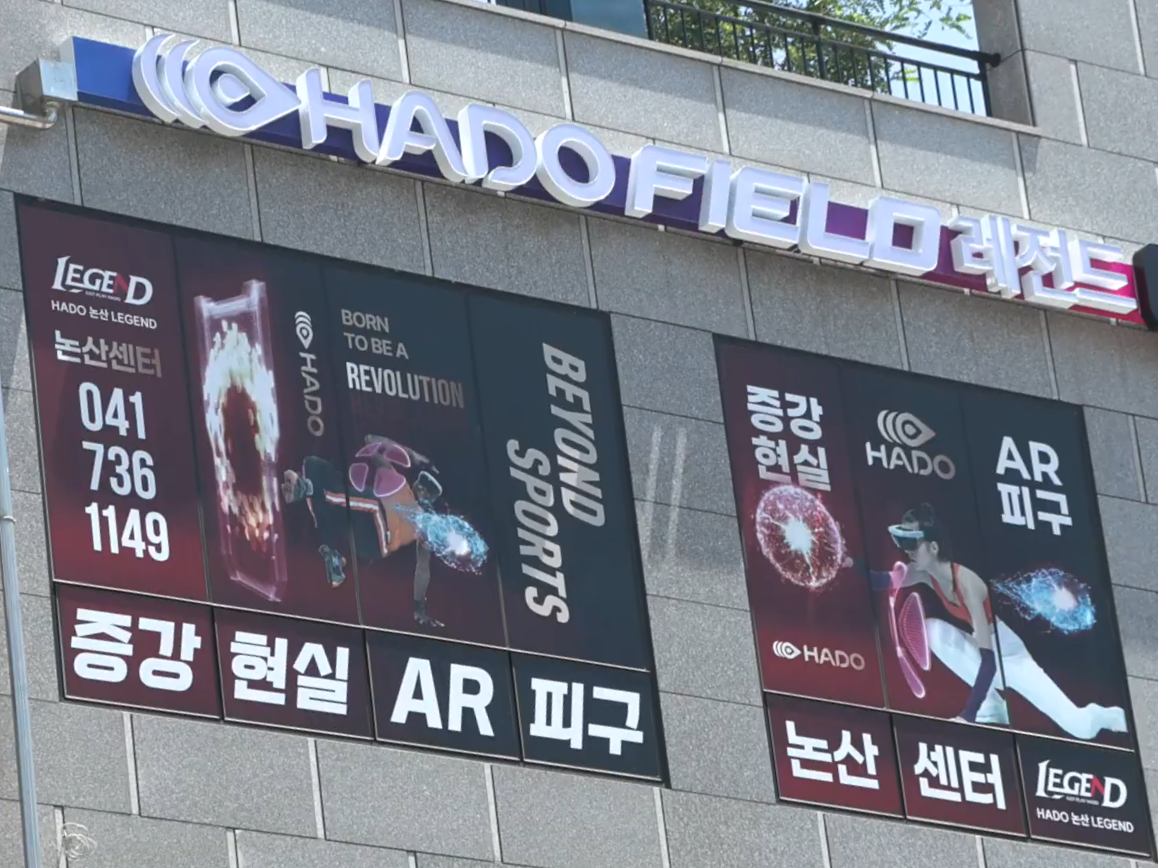 HADO FIELD 레전드
LEGEND
HADO 논산 LEGEND
논산센터
041
736
1149
HADO
BORN
TO BE A
REVOLUTION
BEYOND
SPORTS
증강 현실 AR 피구
증강
현실
HADO
HADO
AR
피구
논산 센터
LEGEND
HADO 논산 LEGEND